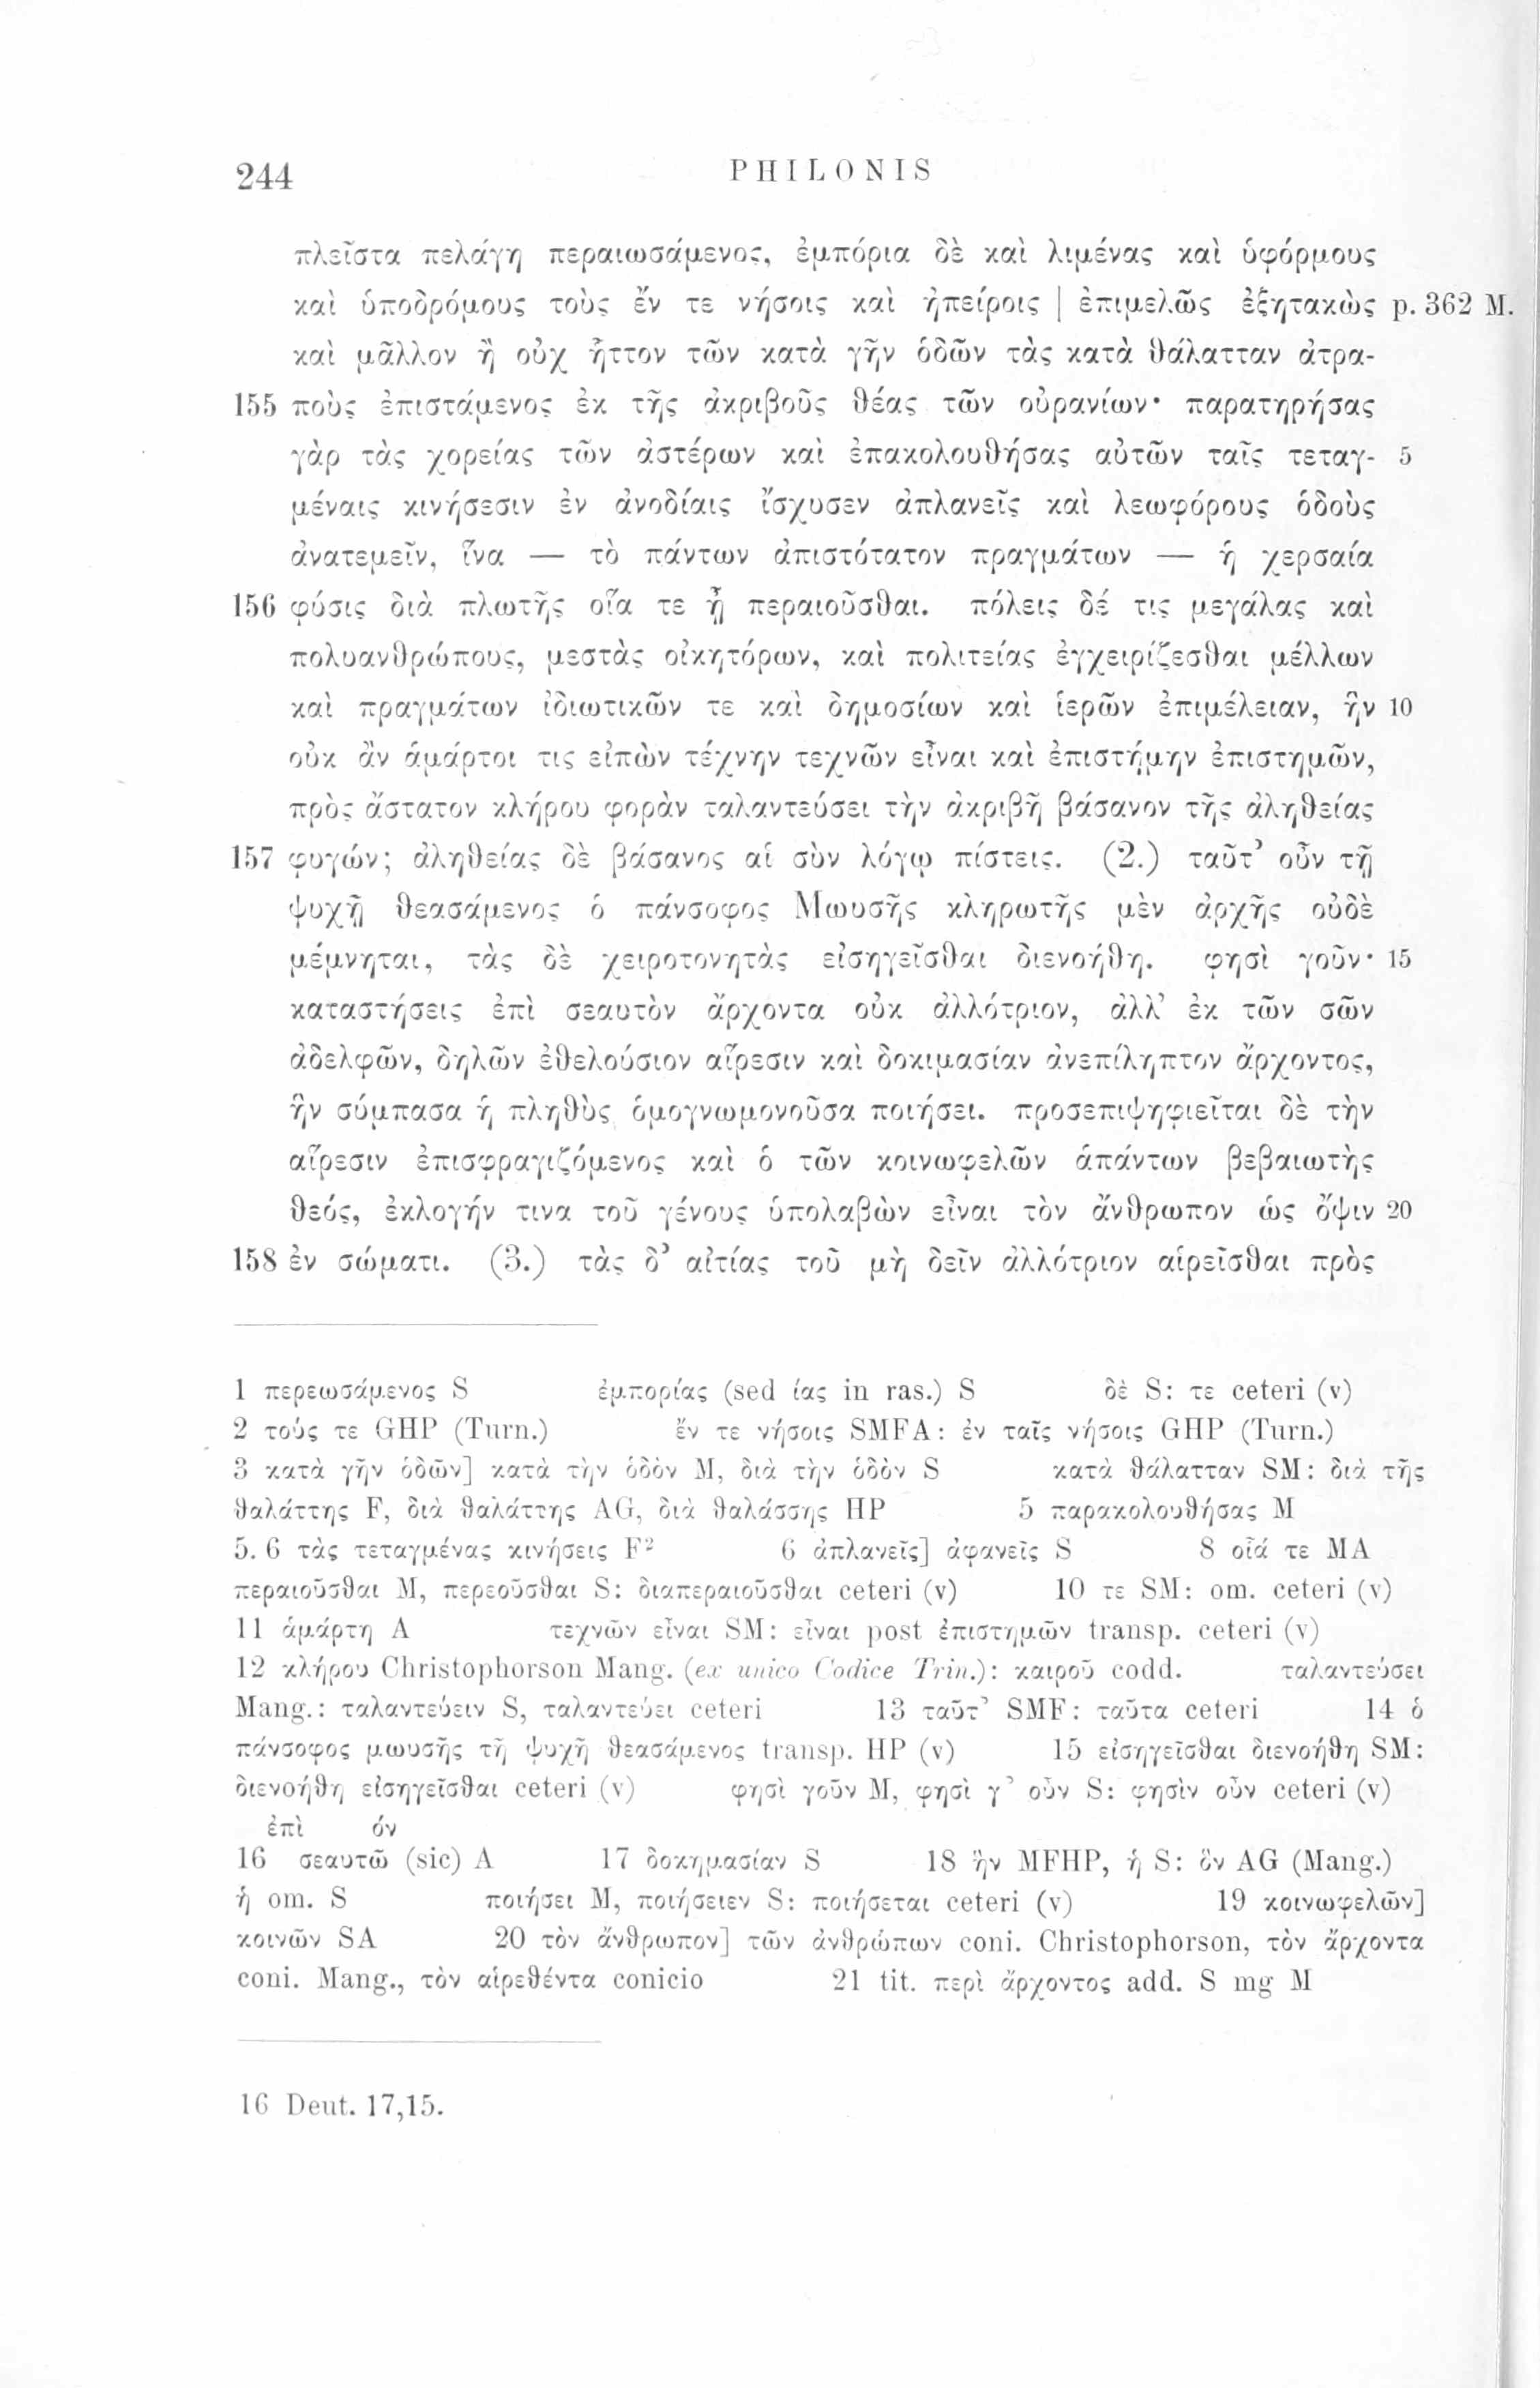 244 PHILONIS
πλεῖστα πελάγη περαιωσάμενος, ἐμπόρια δὲ καὶ λιμένας καὶ ὑφόρμους
καὶ ὑποδρόμους τοὺς ἔν τε νήσοις καὶ ἠπείροις | ἐπιμελῶς ἐξητακὼς p. 362 M.
καὶ μᾶλλον ἢ οὐχ ἧττον τῶν κατὰ γῆν ὁδῶν τὰς κατὰ θάλατταν ἀτρα-
155 ποὺς ἐπιστάμενος ἐκ τῆς ἀκριβοῦς θέας τῶν οὐρανίων· παρατηρήσας
γὰρ τὰς χορείας τῶν ἀστέρων καὶ ἐπακολουθήσας αὐτῶν ταῖς τεταγ- 5
μέναις κινήσεσιν ἐν ἀνοδίαις ἴσχυσεν ἀπλανεῖς καὶ λεωφόρους ὁδοὺς
ἀνατεμεῖν, ἵνα — τὸ πάντων ἀπιστότατον πραγμάτων — ἡ χερσαία
156 φύσις διὰ πλωτῆς οἵα τε ᾖ περαιοῦσθαι. πόλεις δέ τις μεγάλας καὶ
πολυανθρώπους, μεστὰς οἰκητόρων, καὶ πολιτείας ἐγχειρίζεσθαι μέλλων
καὶ πραγμάτων ἰδιωτικῶν τε καὶ δημοσίων καὶ ἱερῶν ἐπιμέλειαν, ἣν 10
οὐκ ἂν ἁμάρτοι τις εἰπὼν τέχνην τεχνῶν εἶναι καὶ ἐπιστήμην ἐπιστημῶν,
πρὸς ἄστατον κλήρου φορὰν ταλαντεύσει τὴν ἀκριβῆ βάσανον τῆς ἀληθείας
157 φυγών; ἀληθείας δὲ βάσανος αἱ σὺν λόγῳ πίστεις. (2.) ταῦτ’ οὖν τῇ
ψυχῇ θεασάμενος ὁ πάνσοφος Μωυσῆς κληρωτῆς μὲν ἀρχῆς οὐδὲ
μέμνηται, τὰς δὲ χειροτονητὰς εἰσηγεῖσθαι διενοήθη. φησὶ γοῦν· 15
καταστήσεις ἐπὶ σεαυτὸν ἄρχοντα οὐκ ἀλλότριον, ἀλλ’ ἐκ τῶν σῶν
ἀδελφῶν, δηλῶν ἐθελούσιον αἵρεσιν καὶ δοκιμασίαν ἀνεπίληπτον ἄρχοντος,
ἣν σύμπασα ἡ πληθὺς ὁμογνωμονοῦσα ποιήσει. προσεπιψηφιεῖται δὲ τὴν
αἵρεσιν ἐπισφραγιζόμενος καὶ ὁ τῶν κοινωφελῶν ἁπάντων βεβαιωτὴς
θεός, ἐκλογήν τινα τοῦ γένους ὑπολαβὼν εἶναι τὸν ἄνθρωπον ὡς ὄψιν 20
158 ἐν σώματι. (3.) τὰς δ’ αἰτίας τοῦ μὴ δεῖν ἀλλότριον αἱρεῖσθαι πρὸς
1 περεωσάμενος S ἐμπορίας (sed ίας in ras.) S δὲ S: τε ceteri (v)
2 τούς τε GHP (Turn.) ἔν τε νήσοις SMFA: ἐν ταῖς νήσοις GHP (Turn.)
3 κατὰ γῆν ὁδῶν] κατὰ τὴν ὁδὸν M, διὰ τὴν ὁδὸν S κατὰ θάλατταν SM: διὰ τῆς
θαλάττης F, διὰ θαλάττης AG, διὰ θαλάσσης HP 5 παρακολουθήσας M
5. 6 τὰς τεταγμένας κινήσεις F² 6 ἀπλανεῖς] ἀφανεῖς S 8 οἷά τε MA
περαιοῦσθαι M, περεοῦσθαι S: διαπεραιοῦσθαι ceteri (v) 10 τε SM: om. ceteri (v)
11 ἁμάρτη A τεχνῶν εἶναι SM: εἶναι post ἐπιστημῶν transp. ceteri (v)
12 κλήρου Christophorson Mang. (ex unico Codice Trin.): καιροῦ codd. ταλαντεύσει
Mang.: ταλαντεύειν S, ταλαντεύει ceteri 13 ταῦτ’ SMF: ταῦτα ceteri 14 ὁ
πάνσοφος μωυσῆς τῇ ψυχῇ θεασάμενος transp. HP (v) 15 εἰσηγεῖσθαι διενοήθη SM:
διενοήθη εἰσηγεῖσθαι ceteri (v) φησὶ γοῦν M, φησὶ γ’ οὖν S: φησὶν οὖν ceteri (v)
ἐπὶ όν
16 σεαυτῶ (sic) A 17 δοκημασίαν S 18 ἣν MFHP, ἡ S: ὃν AG (Mang.)
ἡ om. S ποιήσει M, ποιήσειεν S: ποιήσεται ceteri (v) 19 κοινωφελῶν]
κοινῶν SA 20 τὸν ἄνθρωπον] τῶν ἀνθρώπων coni. Christophorson, τὸν ἄρχοντα
coni. Mang., τὸν αἱρεθέντα conicio 21 tit. περὶ ἄρχοντος add. S mg M
16 Deut. 17,15.